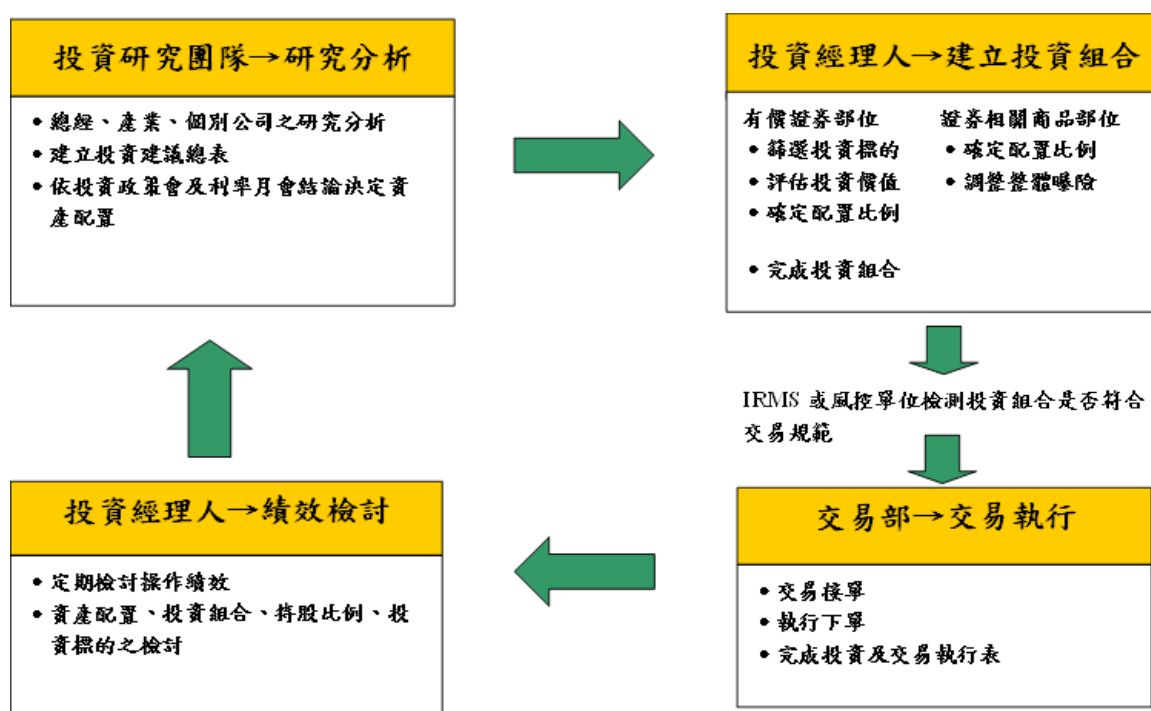 投資研究團隊→研究分析
• 總經、產業、個別公司之研究分析
• 建立投資建議總表
• 依投資政策會及利率月會結論決定資
產配置
投資經理人→建立投資組合
有價證券部位
• 篩選投資標的
• 評估投資價值
• 確定配置比例
• 完成投資組合
證券相關商品部位
• 確定配置比例
• 調整整體曝險
IRMS 或風控單位檢測投資組合是否符合
交易規範
交易部→交易執行
• 交易接單
• 執行下單
• 完成投資及交易執行表
投資經理人→績效檢討
• 定期檢討操作績效
• 資產配置、投資組合、持股比例、投
資標的之檢討